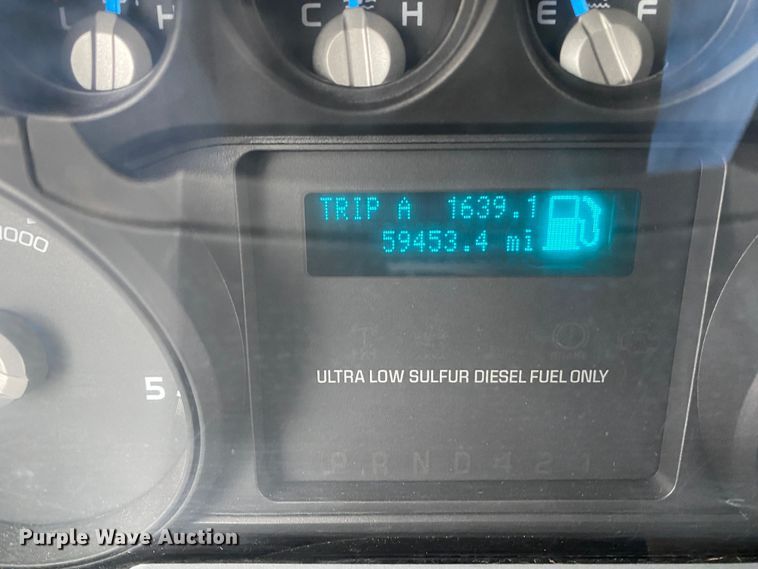 L H
C H
E F
TRIP A 1639.1
59453.4 mi
1000
5
ULTRA LOW SULFUR DIESEL FUEL ONLY
P R N D 4 2 1
Purple Wave Auction